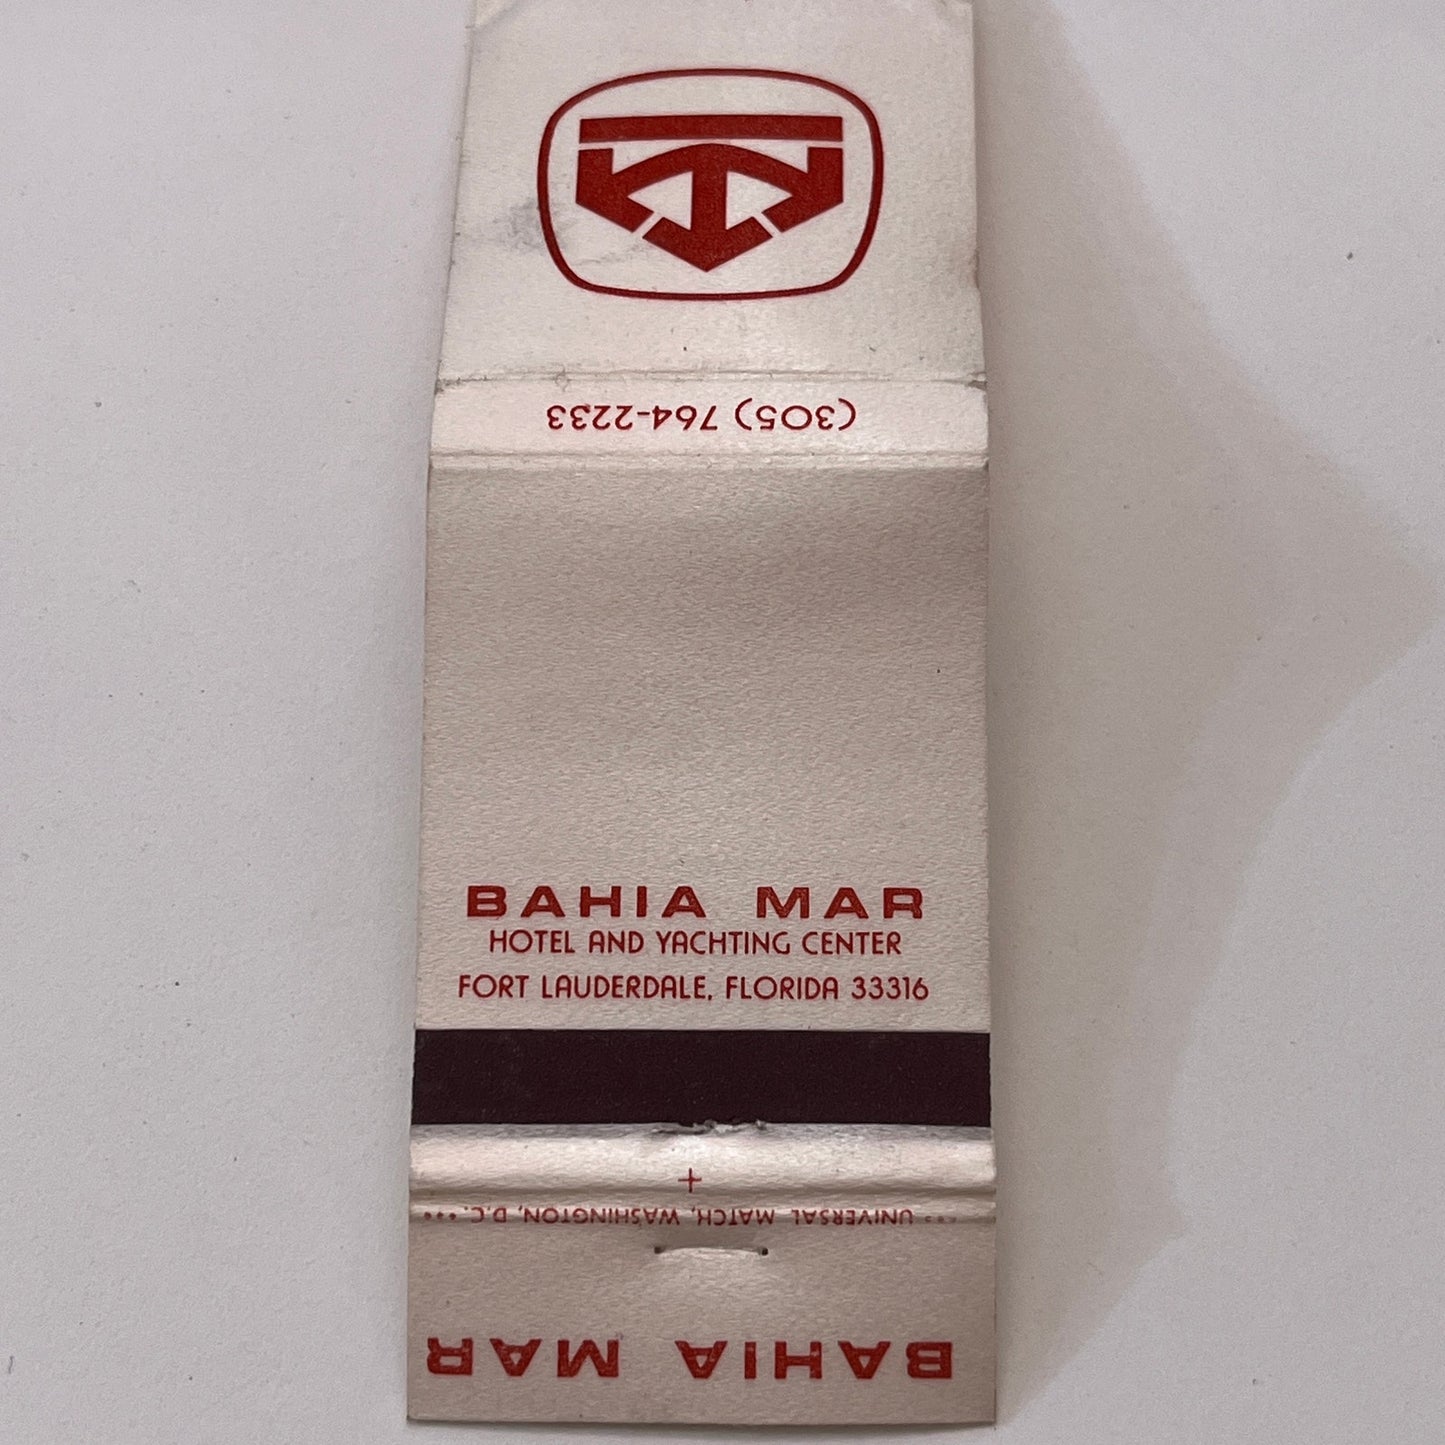 (305) 764-2233
BAHIA MAR
HOTEL AND YACHTING CENTER
FORT LAUDERDALE, FLORIDA 33316
+
*** UNIVERSAL MATCH, WASHINGTON, D.C. ***
BAHIA MAR